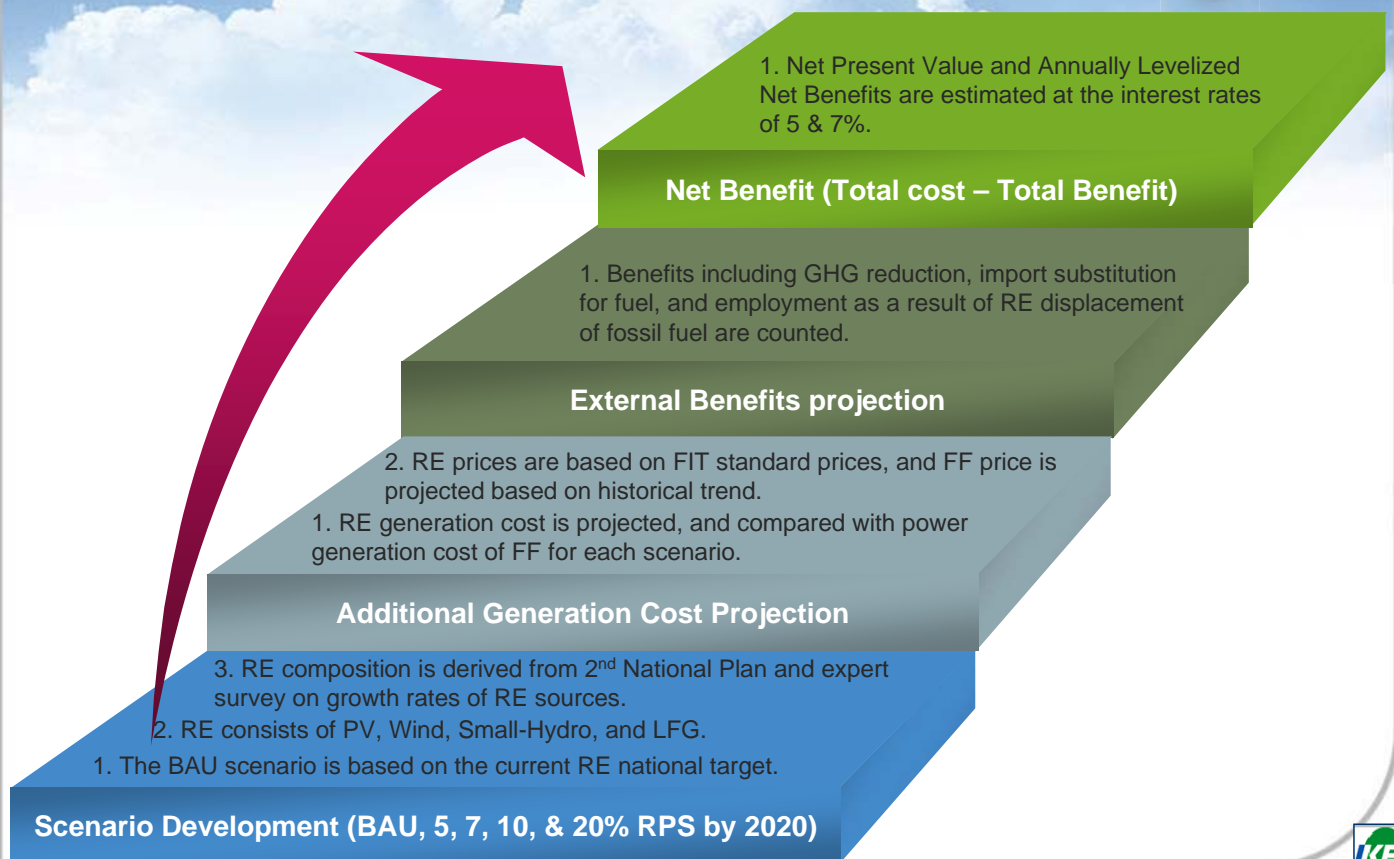 1. Net Present Value and Annually Levelized
Net Benefits are estimated at the interest rates
of 5 & 7%.
Net Benefit (Total cost – Total Benefit)
1. Benefits including GHG reduction, import substitution
for fuel, and employment as a result of RE displacement
of fossil fuel are counted.
External Benefits projection
2. RE prices are based on FIT standard prices, and FF price is
projected based on historical trend.
1. RE generation cost is projected, and compared with power
generation cost of FF for each scenario.
Additional Generation Cost Projection
3. RE composition is derived from 2nd National Plan and expert
survey on growth rates of RE sources.
2. RE consists of PV, Wind, Small-Hydro, and LFG.
1. The BAU scenario is based on the current RE national target.
Scenario Development (BAU, 5, 7, 10, & 20% RPS by 2020)